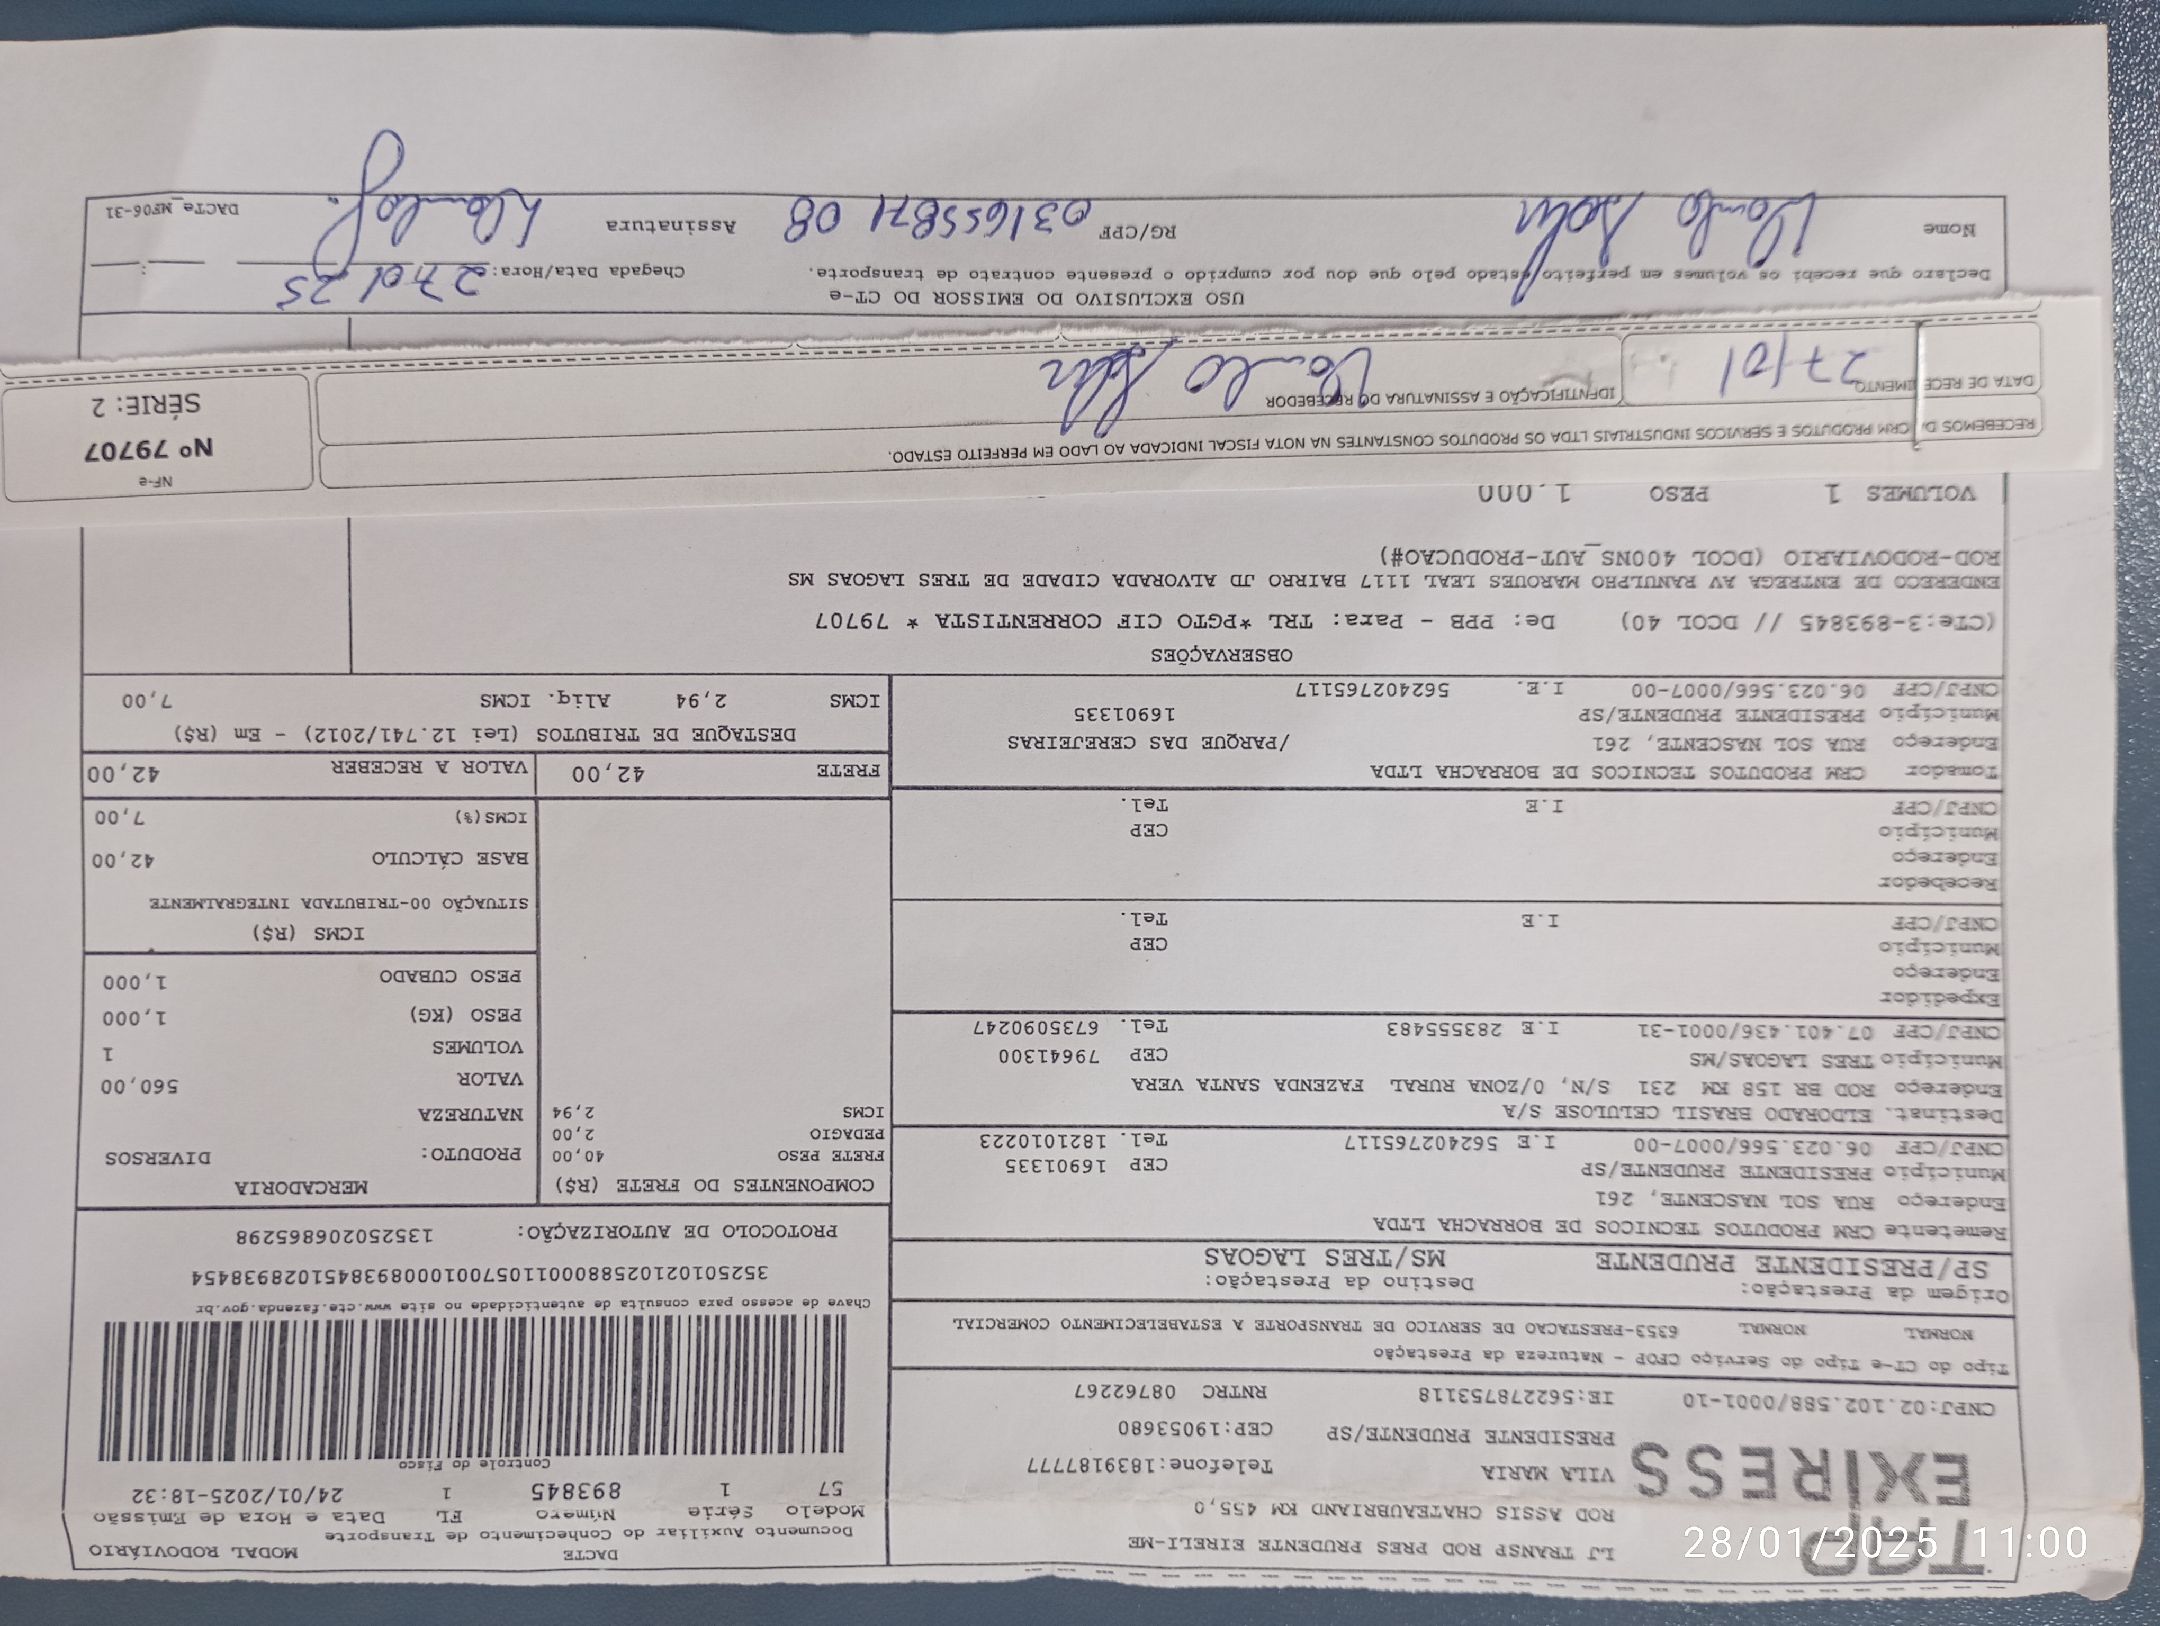 LJ TRANSP ROD PRES PRUDENTE EIRELI-ME
ROD ASSIS CHATEAUBRIAND KM 455,0
VILA MARIA Telefone:1839187777
PRESIDENTE PRUDENTE/SP CEP:19053680
CNPJ:02.102.588/0001-10 IE:562278753118 RNTRC 08762267
EXPRESS
DACTE MODAL RODOVIÁRIO
Documento Auxiliar do Conhecimento de Transporte
Modelo Série Número FL Data e Hora de Emissão
57 1 893845 1 24/01/2025-18:32
Controle do Fisco
Chave de acesso para consulta de autenticidade no site www.cte.fazenda.gov.br
35250102102588000110570010008938451028938454
PROTOCOLO DE AUTORIZAÇÃO: 135250206865298
Tipo do CT-e Tipo do Serviço CFOP - Natureza da Prestação
NORMAL NORMAL 6353-PRESTACAO DE SERVICO DE TRANSPORTE A ESTABELECIMENTO COMERCIAL
Origem da Prestação: Destino da Prestação:
SP/PRESIDENTE PRUDENTE MS/TRES LAGOAS
Remetente CRM PRODUTOS TECNICOS DE BORRACHA LTDA
Endereço RUA SOL NASCENTE, 261
Município PRESIDENTE PRUDENTE/SP CEP 16901335
CNPJ/CPF 06.023.566/0007-00 I.E 562402765117 Tel. 1821010223
Destinat. ELDORADO BRASIL CELULOSE S/A
Endereço ROD BR 158 KM 231 S/N, 0/ZONA RURAL FAZENDA SANTA VERA
Município TRES LAGOAS/MS CEP 79641300
CNPJ/CPF 07.401.436/0001-31 I.E 283555483 Tel. 6735090247
Expedidor
Endereço
Município CEP
CNPJ/CPF I.E Tel.
Recebedor
Endereço
Município CEP
CNPJ/CPF I.E Tel.
Tomador CRM PRODUTOS TECNICOS DE BORRACHA LTDA
Endereço RUA SOL NASCENTE, 261 /PARQUE DAS CEREJEIRAS
Município PRESIDENTE PRUDENTE/SP 16901335
CNPJ/CPF 06.023.566/0007-00 I.E. 562402765117
COMPONENTES DO FRETE (R$)
FRETE PESO 40,00
PEDAGIO 2,00
ICMS 2,94
MERCADORIA
PRODUTO: DIVERSOS
NATUREZA
VALOR 560,00
VOLUMES 1
PESO (KG) 1,000
PESO CUBADO 1,000
ICMS (R$)
SITUAÇÃO 00-TRIBUTADA INTEGRALMENTE
BASE CÁLCULO 42,00
ICMS(%) 7,00
FRETE 42,00 VALOR A RECEBER 42,00
DESTAQUE DE TRIBUTOS (Lei 12.741/2012) - Em (R$)
ICMS 2,94 Aliq. ICMS 7,00
OBSERVAÇÕES
(CTe:3-893845 // DCOL 40) De: PPB - Para: TRL *PGTO CIF CORRENTISTA * 79707
ENDERECO DE ENTREGA AV RANULPHO MARQUES LEAL 1117 BAIRRO JD ALVORADA CIDADE DE TRES LAGOAS MS
ROD-RODOVIARIO (DCOL 400NS_AUT-PRODUCAO#)
VOLUMES 1 PESO 1.000
RECEBEMOS DA CRM PRODUTOS E SERVICOS INDUSTRIAIS LTDA OS PRODUTOS CONSTANTES NA NOTA FISCAL INDICADA AO LADO EM PERFEITO ESTADO.
DATA DE RECEBIMENTO IDENTIFICAÇÃO E ASSINATURA DO RECEBEDOR
27/01
NF-e
Nº 79707
SÉRIE: 2
USO EXCLUSIVO DO EMISSOR DO CT-e
Declaro que recebi os volumes em perfeito estado pelo que dou por cumprido o presente contrato de transporte. Chegada Data/Hora: 27 01 25
Nome RG/CPF 031655871 08 Assinatura
DACTe_MF06-31
28/01/2025 11:00